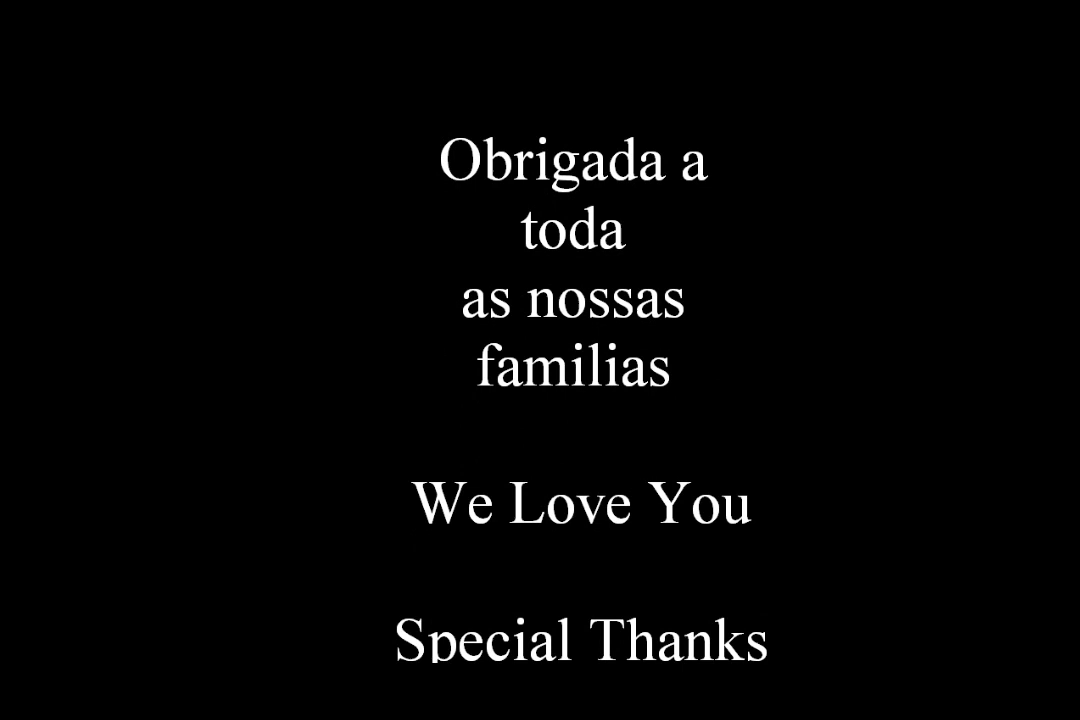 Obrigada a
toda
as nossas
familias
We Love You
Special Thanks